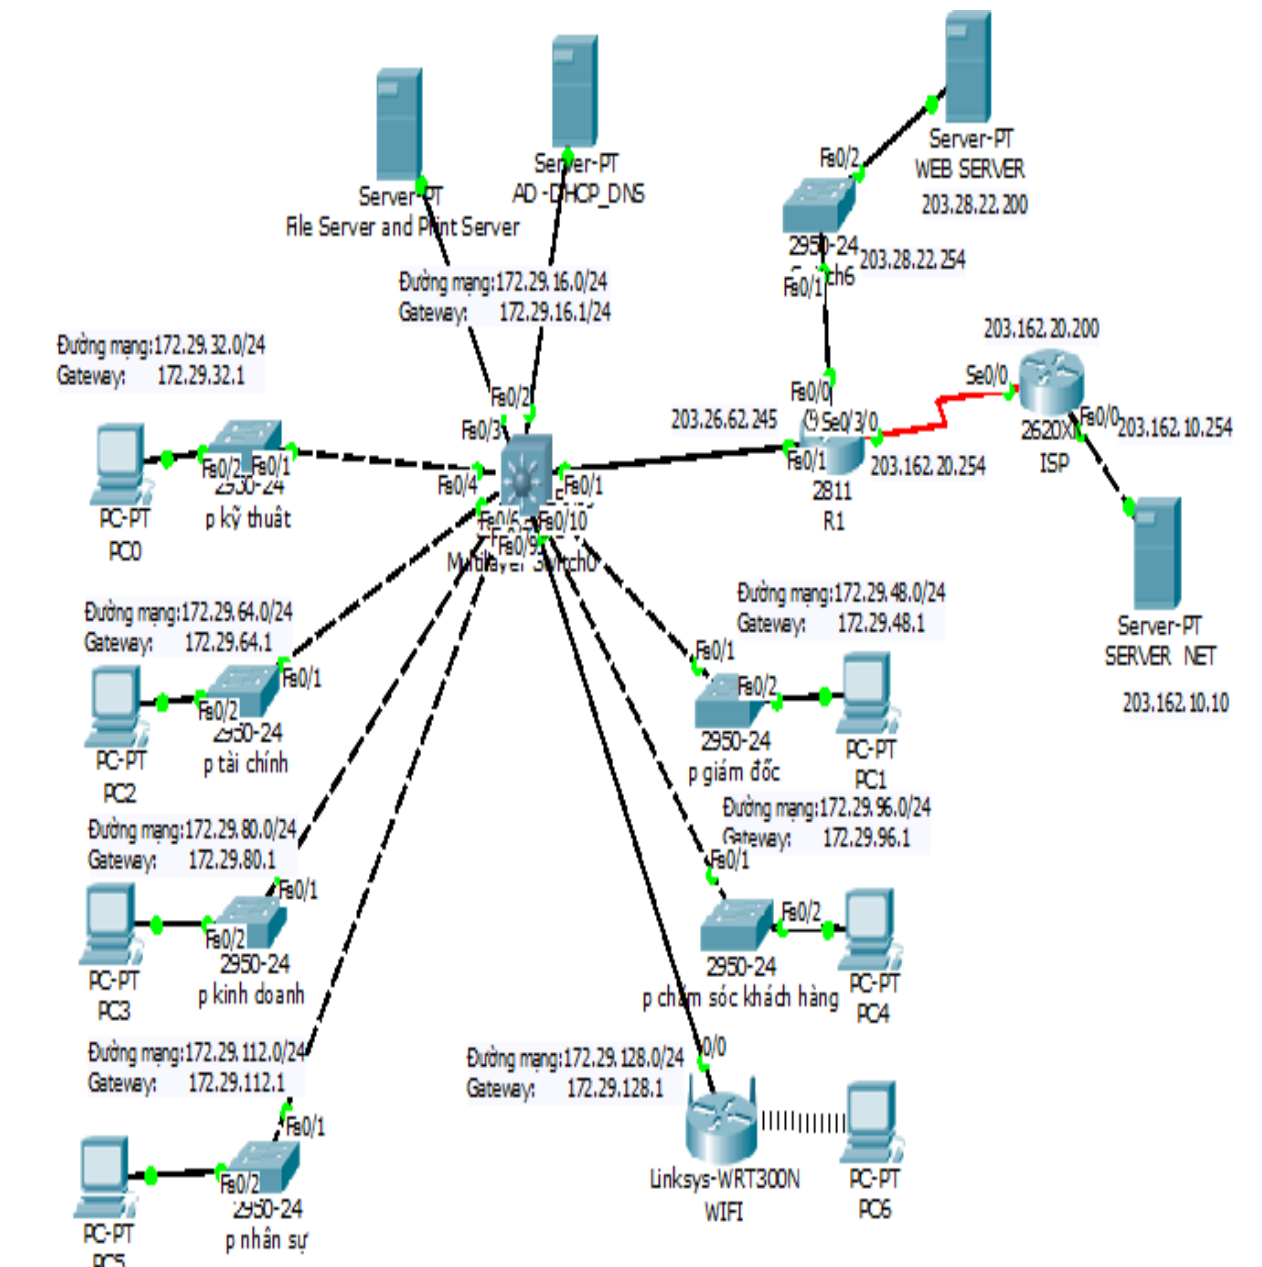 Server-PT
WEB SERVER
203.28.22.200
Fa0/2
2950-24
203.28.22.254
Fa0/1
Server-PT
AD -DHCP_DNS
Server-PT
File Server and Print Server
Đường mạng:172.29.16.0/24
Gateway: 172.29.16.1/24
Đường mạng:172.29.32.0/24
Gateway: 172.29.32.1
203.162.20.200
Se0/0
Fa0/0
203.162.10.254
2620XM
ISP
Fa0/0
Se0/3/0
203.26.62.245
Fa0/1
203.162.20.254
2811
R1
Fa0/2
Fa0/3
Fa0/4
Fa0/1
Fa0/6
Fa0/10
Fa0/9
Multilayer Switch0
Fa0/2
Fa0/1
2950-24
p kỹ thuât
PC-PT
PC0
Server-PT
SERVER NET
203.162.10.10
Đường mạng:172.29.64.0/24
Gateway: 172.29.64.1
Fa0/1
Fa0/2
2950-24
p tài chính
PC-PT
PC2
Đường mạng:172.29.48.0/24
Gateway: 172.29.48.1
Fa0/1
Fa0/2
2950-24
p giám đốc
PC-PT
PC1
Đường mạng:172.29.80.0/24
Gateway: 172.29.80.1
Fa0/1
Fa0/2
2950-24
p kinh doanh
PC-PT
PC3
Đường mạng:172.29.96.0/24
Gateway: 172.29.96.1
Fa0/1
Fa0/2
2950-24
p chăm sóc khách hàng
PC-PT
PC4
Đường mạng:172.29.112.0/24
Gateway: 172.29.112.1
Fa0/1
Fa0/2
2950-24
p nhân sự
PC-PT
PC5
Đường mạng:172.29.128.0/24
Gateway: 172.29.128.1
0/0
Linksys-WRT300N
WIFI
PC-PT
PC6